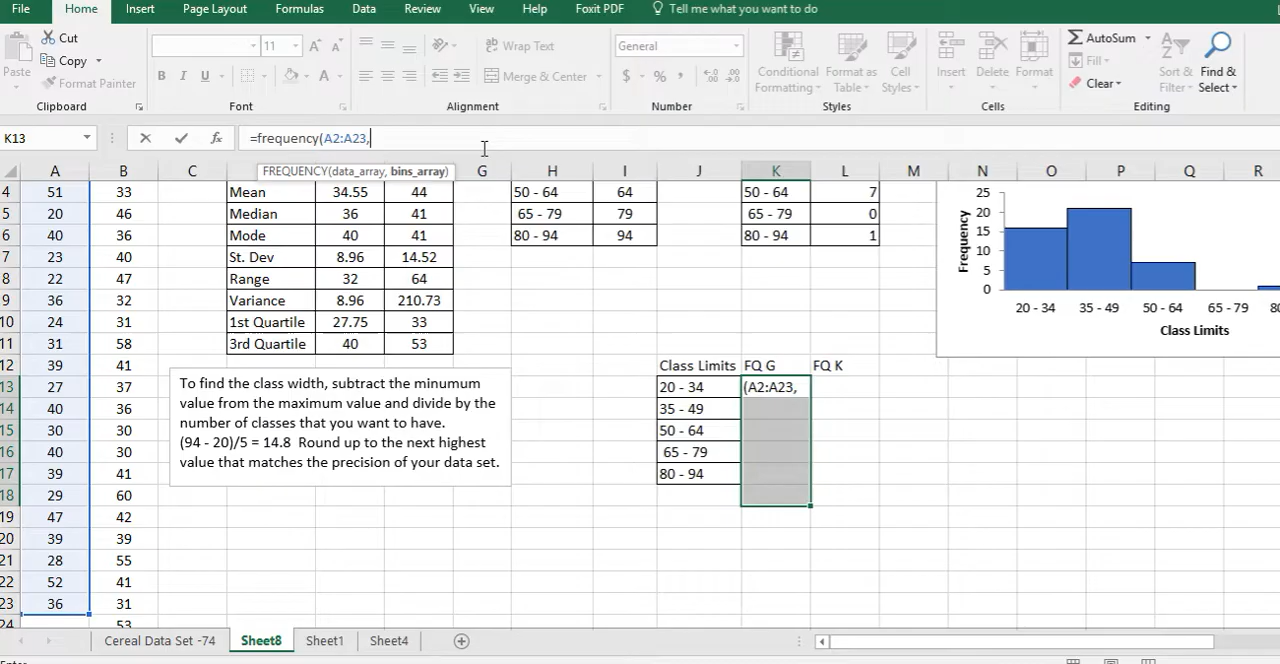 File Home Insert Page Layout Formulas Data Review View Help Foxit PDF Tell me what you want to do
Cut 11 Wrap Text General AutoSum
Copy Fill
Paste Format Painter B I U Merge & Center $ % Conditional Formatting Format as Table Cell Styles Insert Delete Format Clear Sort & Filter Find & Select
Clipboard Font Alignment Number Styles Cells Editing
K13 fx =frequency(A2:A23,
FREQUENCY(data_array, bins_array)
A B C G H I J K L M N O P Q R
4 51 33 Mean 34.55 44 50 - 64 64 50 - 64 7
5 20 46 Median 36 41 65 - 79 79 65 - 79 0
6 40 36 Mode 40 41 80 - 94 94 80 - 94 1
7 23 40 St. Dev 8.96 14.52
8 22 47 Range 32 64
9 36 32 Variance 8.96 210.73
10 24 31 1st Quartile 27.75 33
11 31 58 3rd Quartile 40 53
12 39 41 Class Limits FQ G FQ K
13 27 37 20 - 34 (A2:A23,
14 40 36 35 - 49
15 30 30 50 - 64
16 40 30 65 - 79
17 39 41 80 - 94
18 29 60
19 47 42
20 39 39
21 28 55
22 52 41
23 36 31
24 53
To find the class width, subtract the minumum
value from the maximum value and divide by the
number of classes that you want to have.
(94 - 20)/5 = 14.8 Round up to the next highest
value that matches the precision of your data set.
25
20
15
10
5
0
Frequency
20 - 34 35 - 49 50 - 64 65 - 79 80
Class Limits
Cereal Data Set -74 Sheet8 Sheet1 Sheet4